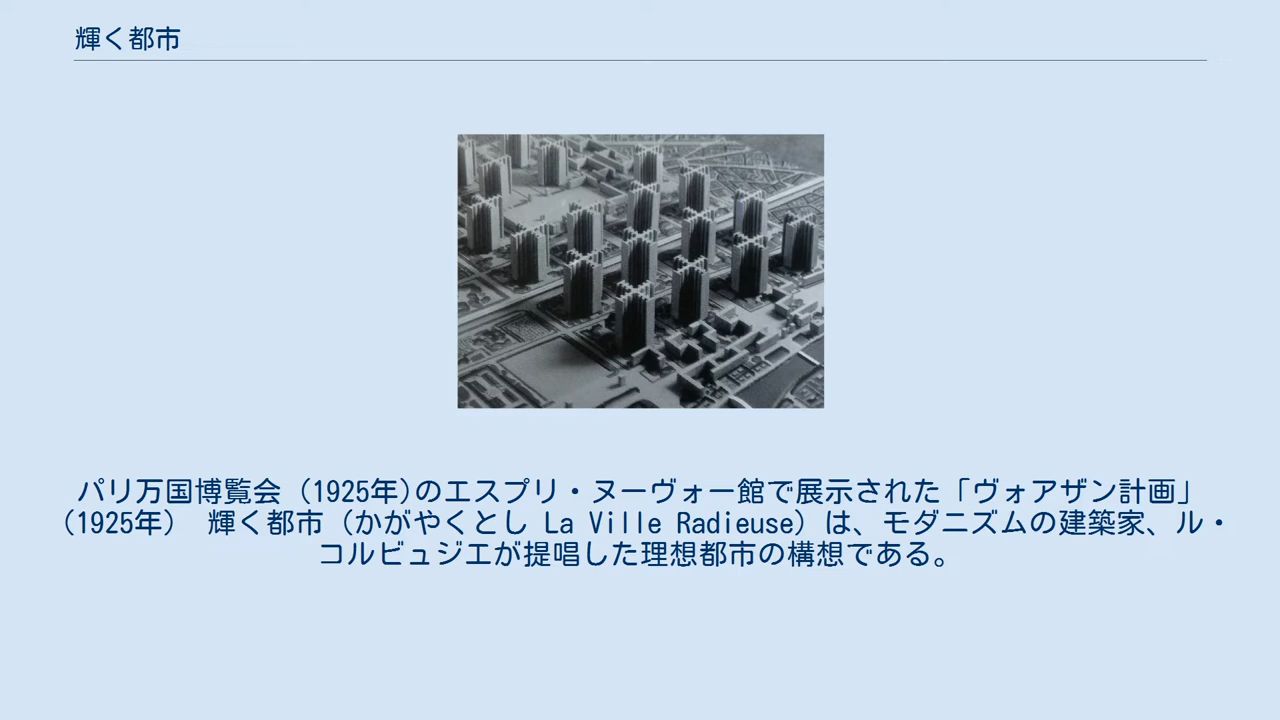 輝く都市
パリ万国博覧会 (1925年)のエスプリ・ヌーヴォー館で展示された「ヴォアザン計画」
(1925年) 輝く都市（かがやくとし La Ville Radieuse）は、モダニズムの建築家、ル・
コルビュジエが提唱した理想都市の構想である。